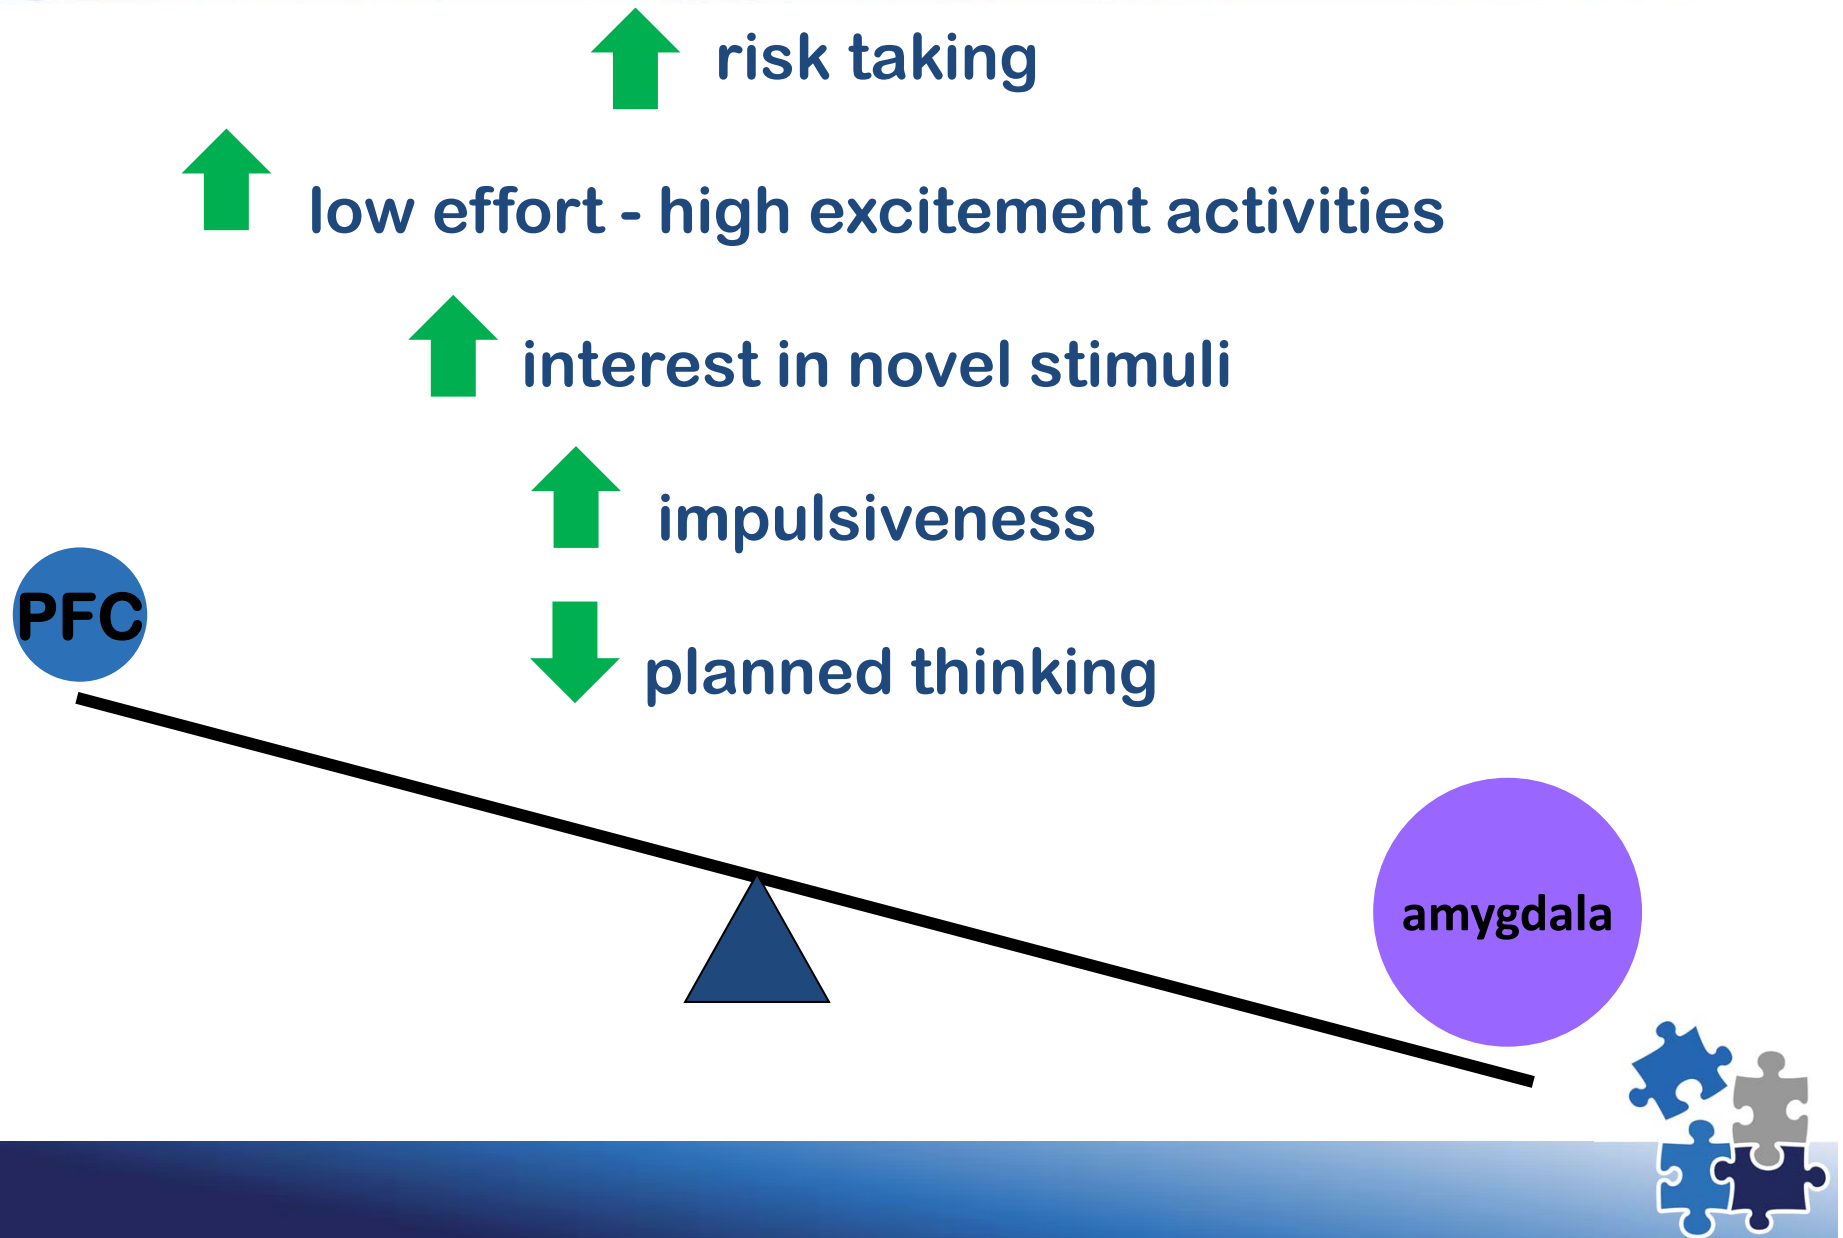 risk taking
low effort - high excitement activities
interest in novel stimuli
impulsiveness
PFC
planned thinking
amygdala